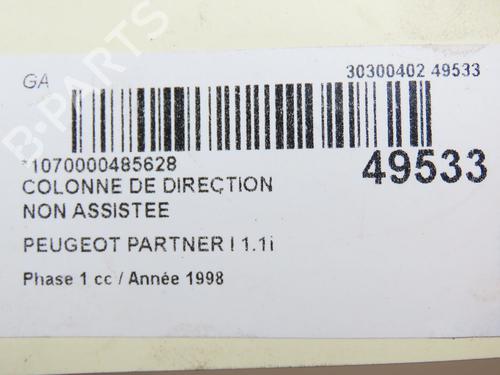 GA
30300402 49533
*1070000485628
49533
COLONNE DE DIRECTION
NON ASSISTEE
PEUGEOT PARTNER I 1.1i
Phase 1 cc / Année 1998
B-PARTS